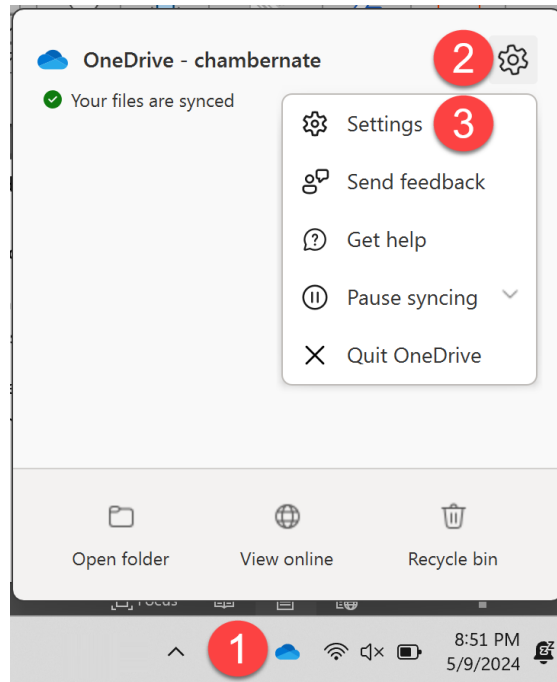 OneDrive - chambernate
2
Your files are synced
Settings
3
Send feedback
Get help
Pause syncing
Quit OneDrive
Open folder
View online
Recycle bin
Focus
1
8:51 PM
5/9/2024